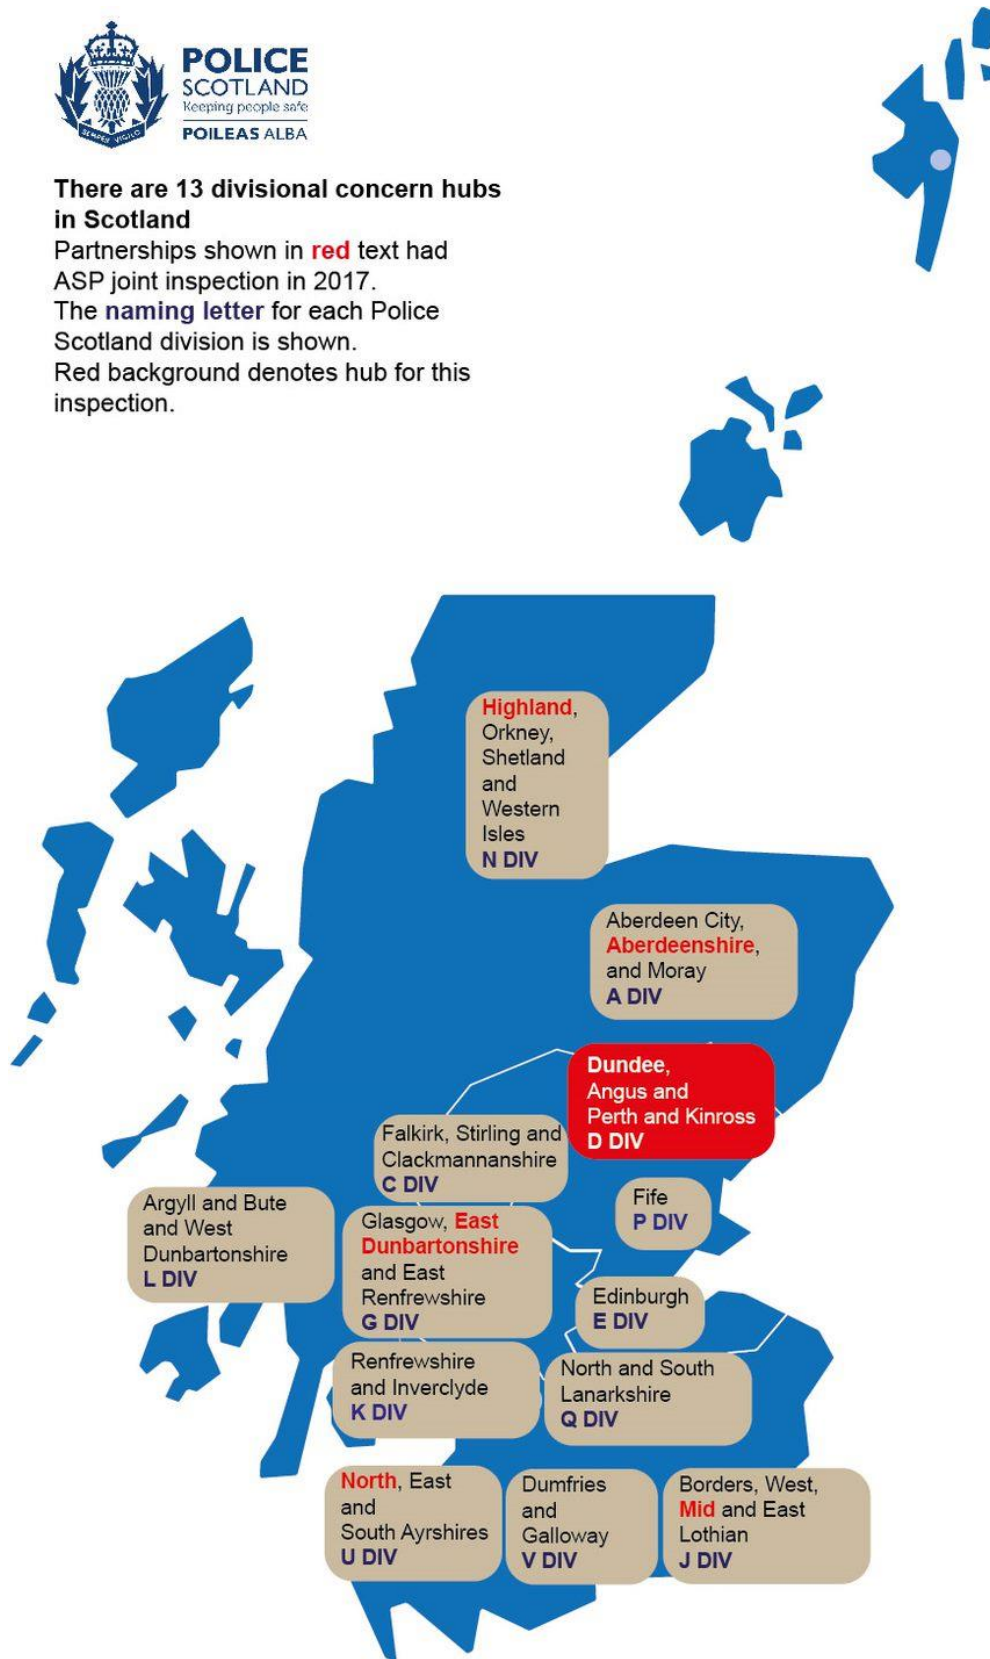 POLICE
SCOTLAND
Keeping people safe
POILEAS ALBA
SEMPER VIGILO
There are 13 divisional concern hubs
in Scotland
Partnerships shown in red text had
ASP joint inspection in 2017.
The naming letter for each Police
Scotland division is shown.
Red background denotes hub for this
inspection.
Highland,
Orkney,
Shetland
and
Western
Isles
N DIV
Aberdeen City,
Aberdeenshire,
and Moray
A DIV
Dundee,
Angus and
Perth and Kinross
D DIV
Falkirk, Stirling and
Clackmannanshire
C DIV
Fife
P DIV
Argyll and Bute
and West
Dunbartonshire
L DIV
Glasgow, East
Dunbartonshire
and East
Renfrewshire
G DIV
Edinburgh
E DIV
Renfrewshire
and Inverclyde
K DIV
North and South
Lanarkshire
Q DIV
North, East
and
South Ayrshires
U DIV
Dumfries
and
Galloway
V DIV
Borders, West,
Mid and East
Lothian
J DIV